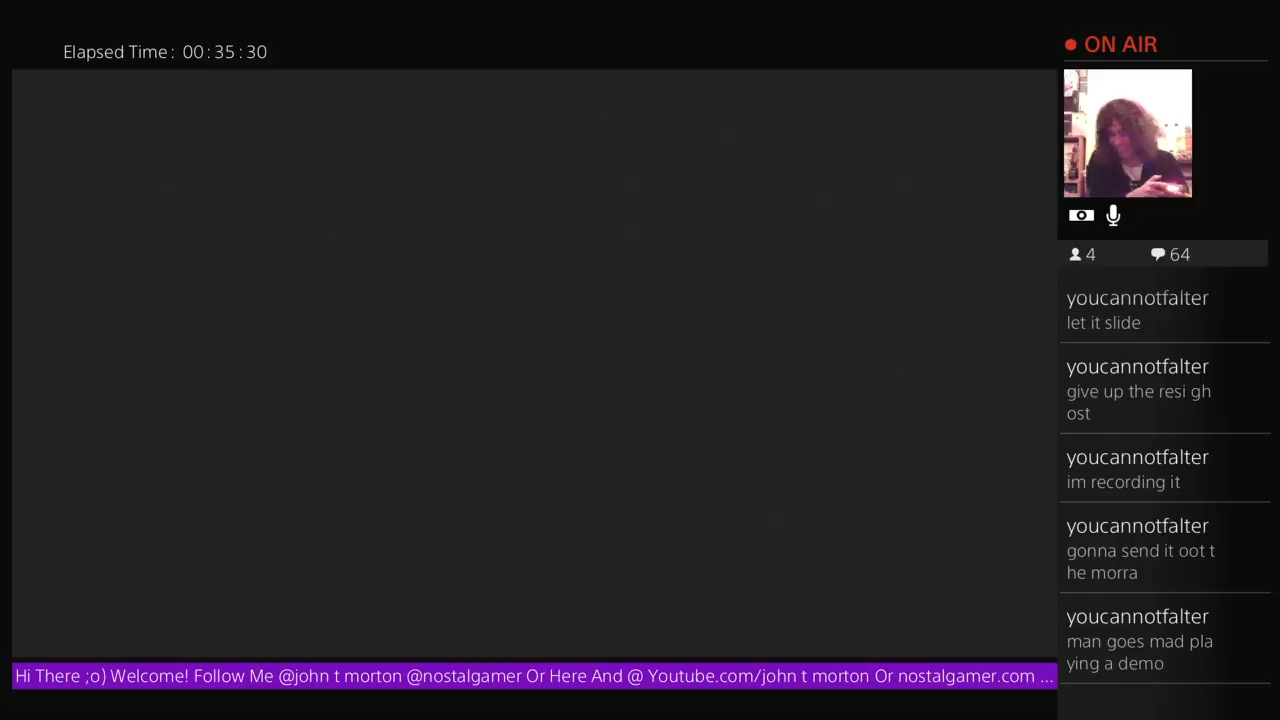 Elapsed Time: 00:35:30
ON AIR
4 64
youcannotfalter
let it slide
youcannotfalter
give up the resi gh
ost
youcannotfalter
im recording it
youcannotfalter
gonna send it oot t
he morra
youcannotfalter
man goes mad pla
ying a demo
Hi There ;o) Welcome! Follow Me @john t morton @nostalgamer Or Here And @ Youtube.com/john t morton Or nostalgamer.com ...